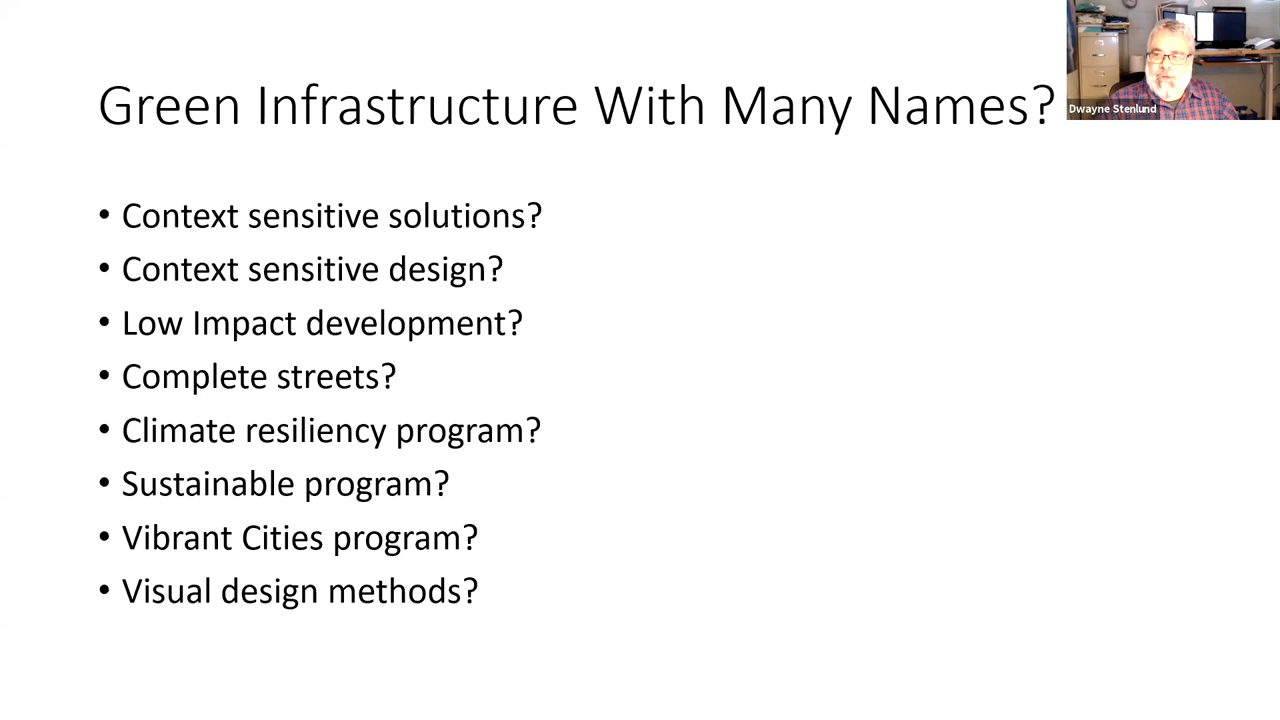 Green Infrastructure With Many Names?
Dwayne Stenlund
• Context sensitive solutions?
• Context sensitive design?
• Low Impact development?
• Complete streets?
• Climate resiliency program?
• Sustainable program?
• Vibrant Cities program?
• Visual design methods?